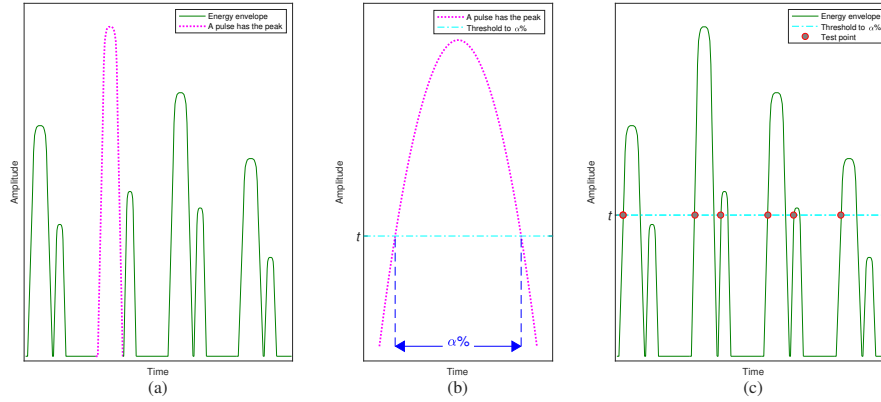 Energy envelope
A pulse has the peak
Amplitude
Time
(a)
A pulse has the peak
Threshold to α%
Amplitude
t
α%
Time
(b)
Energy envelope
Threshold to α%
Test point
Amplitude
t
Time
(c)